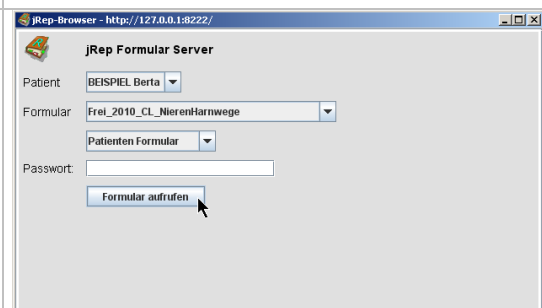 jRep-Browser - http://127.0.0.1:8222/
jRep Formular Server
Patient BEISPIEL Berta
Formular Frei_2010_CL_NierenHarnwege
Patienten Formular
Passwort:
Formular aufrufen